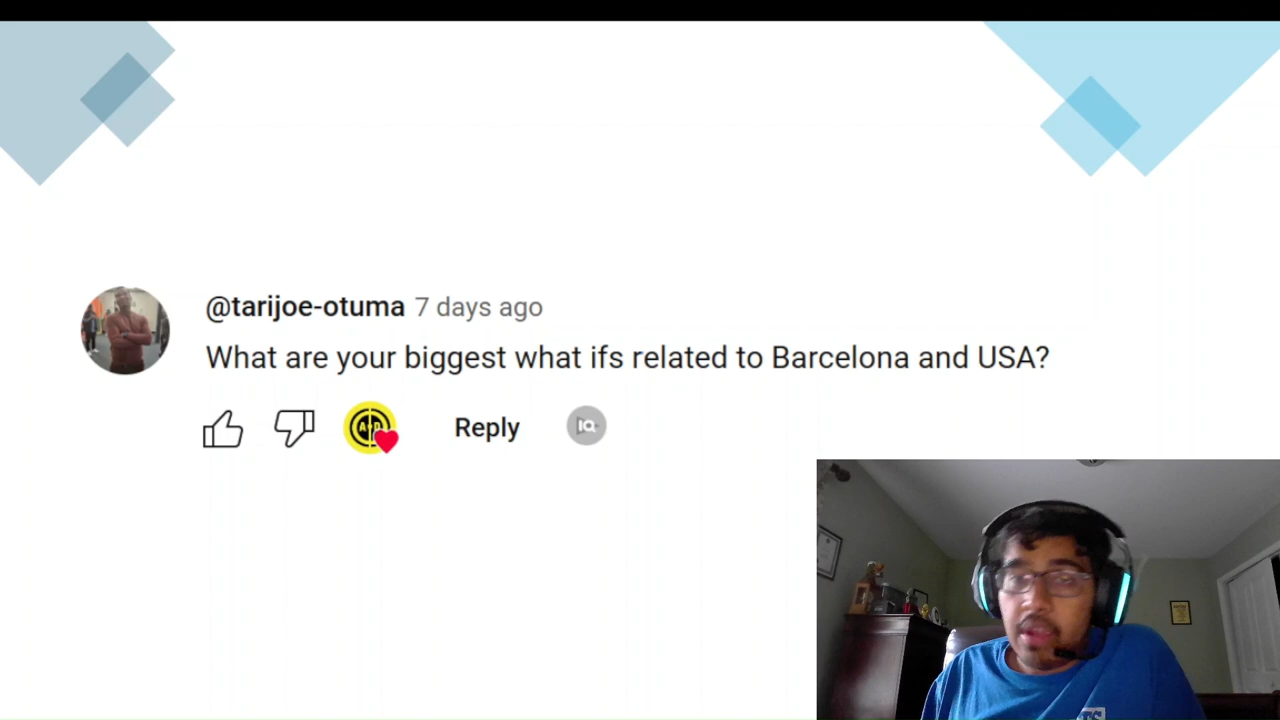 @tarijoe-otuma 7 days ago
What are your biggest what ifs related to Barcelona and USA?
Reply